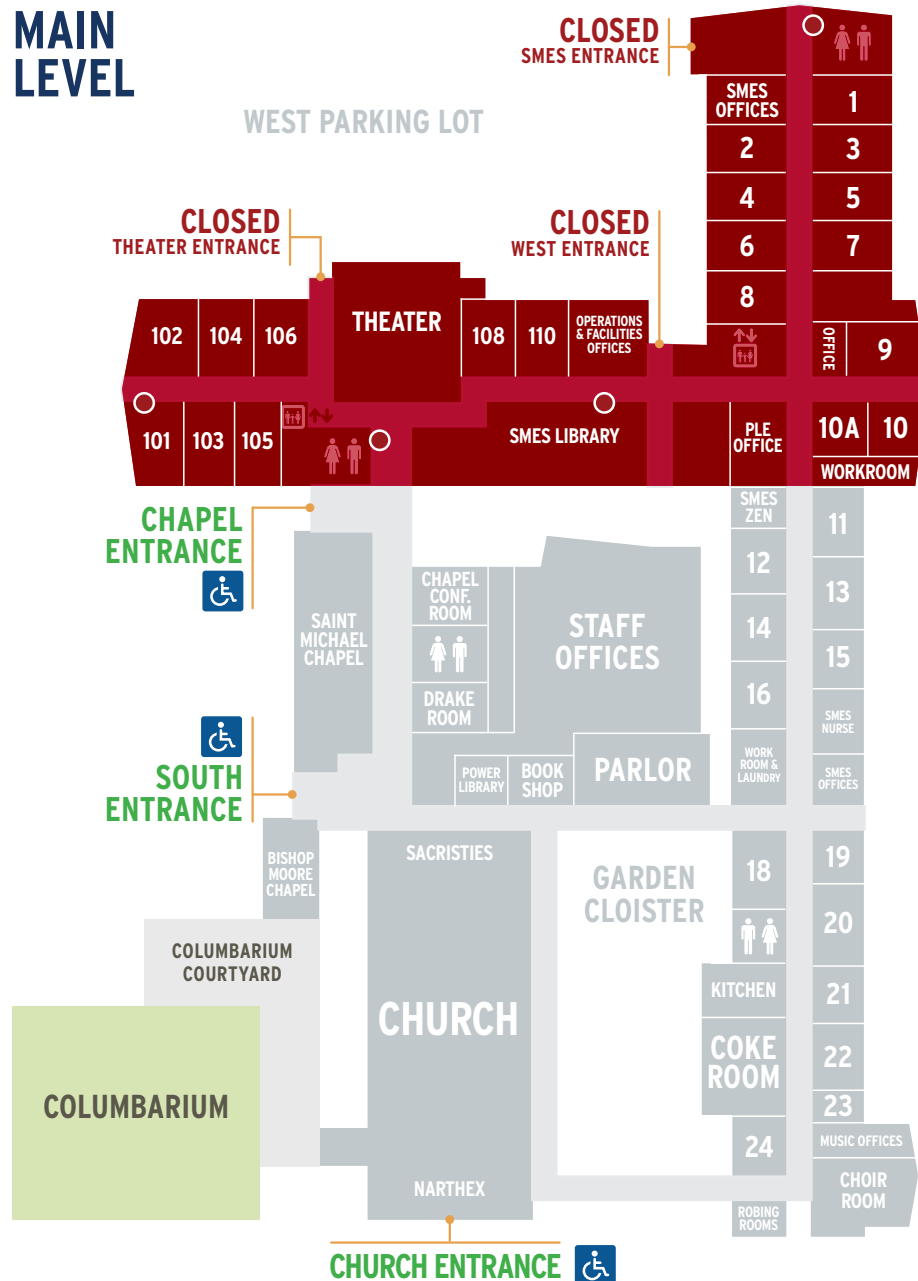 MAIN
LEVEL
CLOSED
SMES ENTRANCE
WEST PARKING LOT
SMES
OFFICES
1
2
3
4
5
6
7
8
CLOSED
THEATER ENTRANCE
CLOSED
WEST ENTRANCE
102
104
106
THEATER
108
110
OPERATIONS
& FACILITIES
OFFICES
OFFICE
9
101
103
105
SMES LIBRARY
PLE
OFFICE
10A
10
WORKROOM
CHAPEL
ENTRANCE
SMES
ZEN
11
12
13
14
15
16
SAINT
MICHAEL
CHAPEL
CHAPEL
CONF.
ROOM
STAFF
OFFICES
DRAKE
ROOM
SMES
NURSE
SOUTH
ENTRANCE
POWER
LIBRARY
BOOK
SHOP
PARLOR
WORK
ROOM &
LAUNDRY
SMES
OFFICES
BISHOP
MOORE
CHAPEL
SACRISTIES
GARDEN
CLOISTER
18
19
20
COLUMBARIUM
COURTYARD
CHURCH
KITCHEN
21
COKE
ROOM
22
COLUMBARIUM
23
24
MUSIC OFFICES
NARTHEX
CHOIR
ROOM
ROBING
ROOMS
CHURCH ENTRANCE